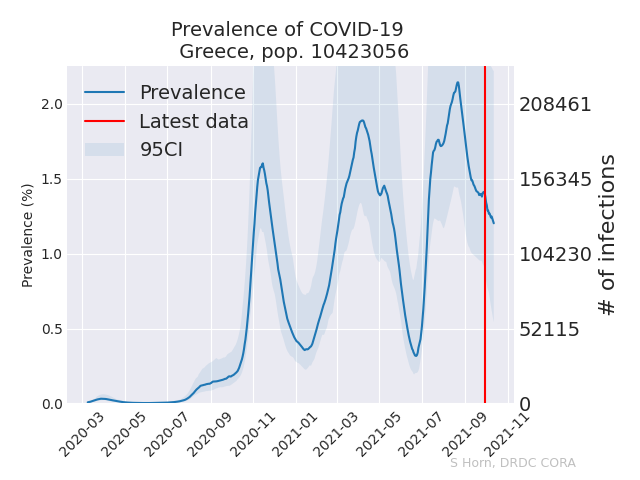 Prevalence of COVID-19
Greece, pop. 10423056
Prevalence
Latest data
95CI
Prevalence (%)
2.0
1.5
1.0
0.5
0.0
208461
156345
104230
52115
0
# of infections
2020-03
2020-05
2020-07
2020-09
2020-11
2021-01
2021-03
2021-05
2021-07
2021-09
2021-11
S Horn, DRDC CORA